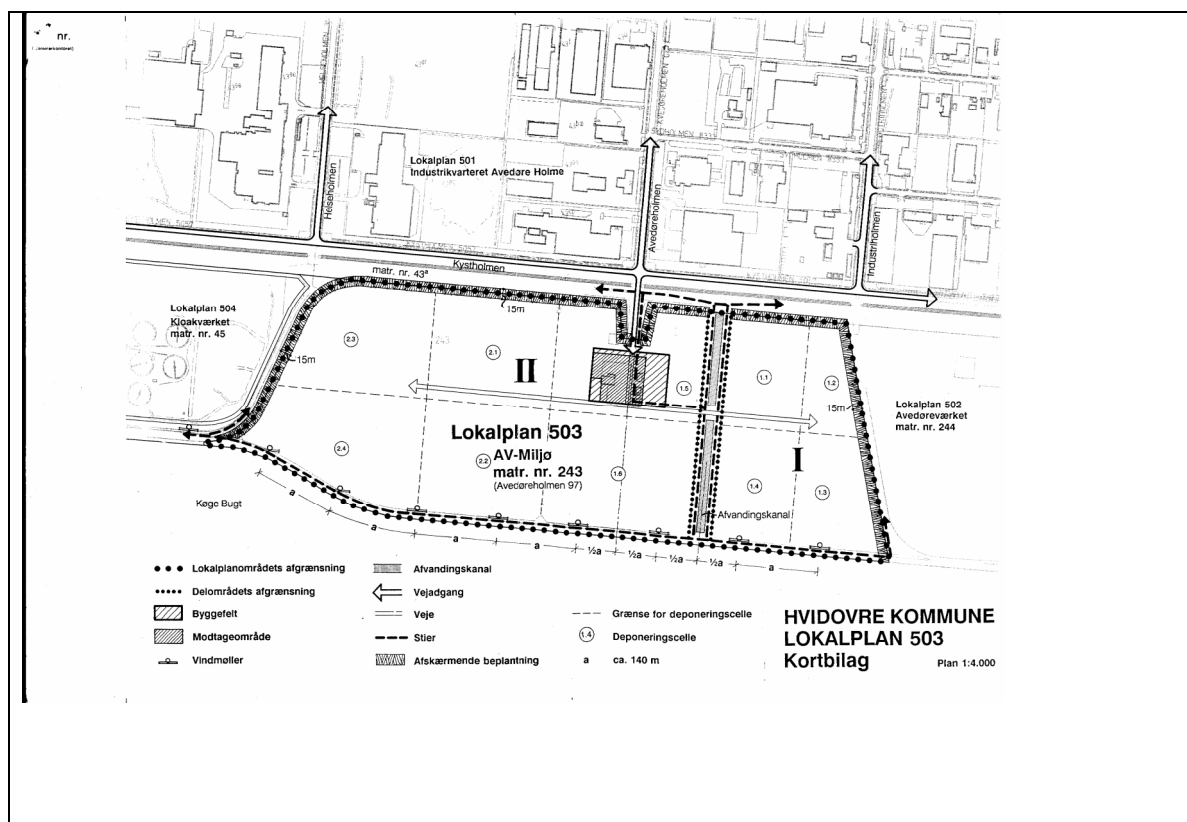 nr.
Lokalplan 501
Industrikvarteret Avedøre Holme
Helseholmen
Avedøreholmen
Industriholmen
Kystholmen
matr. nr. 43ª
15m
Lokalplan 504
Kloakværket
matr. nr. 45
15m
2.3
243
2.1
II
1.5
1.1
1.2
15m
Lokalplan 502
Avedøreværket
matr. nr. 244
Lokalplan 503
AV-Miljø
matr. nr. 243
(Avedøreholmen 97)
2.4
2.2
1.6
I
1.4
1.3
Afvandingskanal
Køge Bugt
a
a
a
a
½a
½a
½a
½a
a
Lokalplanområdets afgrænsning
Delområdets afgrænsning
Byggefelt
Modtageområde
Vindmøller
Afvandingskanal
Vejadgang
Veje
Stier
Afskærmende beplantning
Grænse for deponeringscelle
1.4 Deponeringscelle
a ca. 140 m
HVIDOVRE KOMMUNE
LOKALPLAN 503
Kortbilag Plan 1:4.000